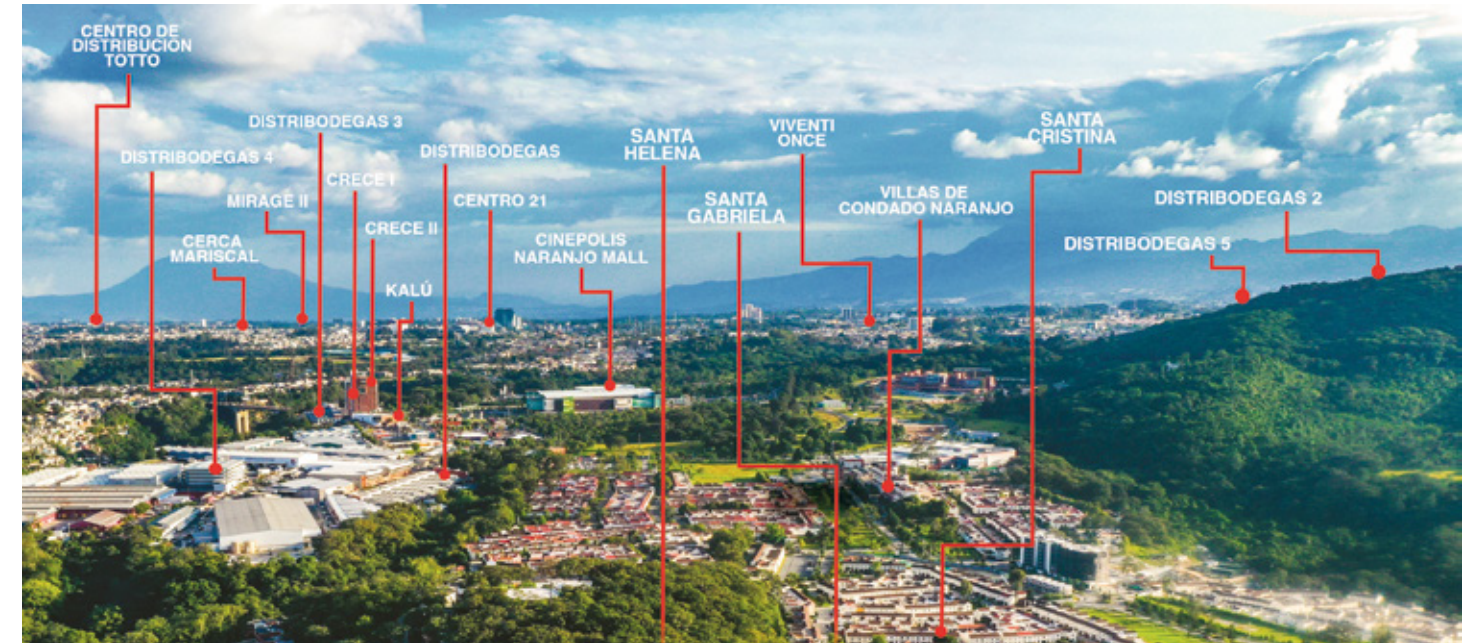 CENTRO DE
DISTRIBUCIÓN
TOTTO
DISTRIBODEGAS 4
DISTRIBODEGAS 3
MIRAGE II
CERCA
MARISCAL
CRECE I
CRECE II
KALÚ
DISTRIBODEGAS
CENTRO 21
CINEPOLIS
NARANJO MALL
SANTA
HELENA
SANTA
GABRIELA
VIVENTI
ONCE
VILLAS DE
CONDADO NARANJO
SANTA
CRISTINA
DISTRIBODEGAS 2
DISTRIBODEGAS 5